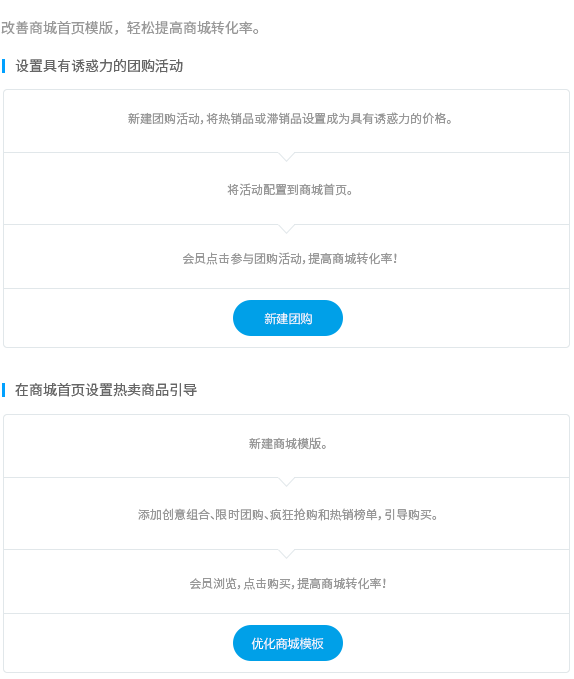 改善商城首页模版，轻松提高商城转化率。
设置具有诱惑力的团购活动
新建团购活动，将热销品或滞销品设置成为具有诱惑力的价格。
将活动配置到商城首页。
会员点击参与团购活动，提高商城转化率！
新建团购
在商城首页设置热卖商品引导
新建商城模版。
添加创意组合、限时团购、疯狂抢购和热销榜单，引导购买。
会员浏览，点击购买，提高商城转化率！
优化商城模板